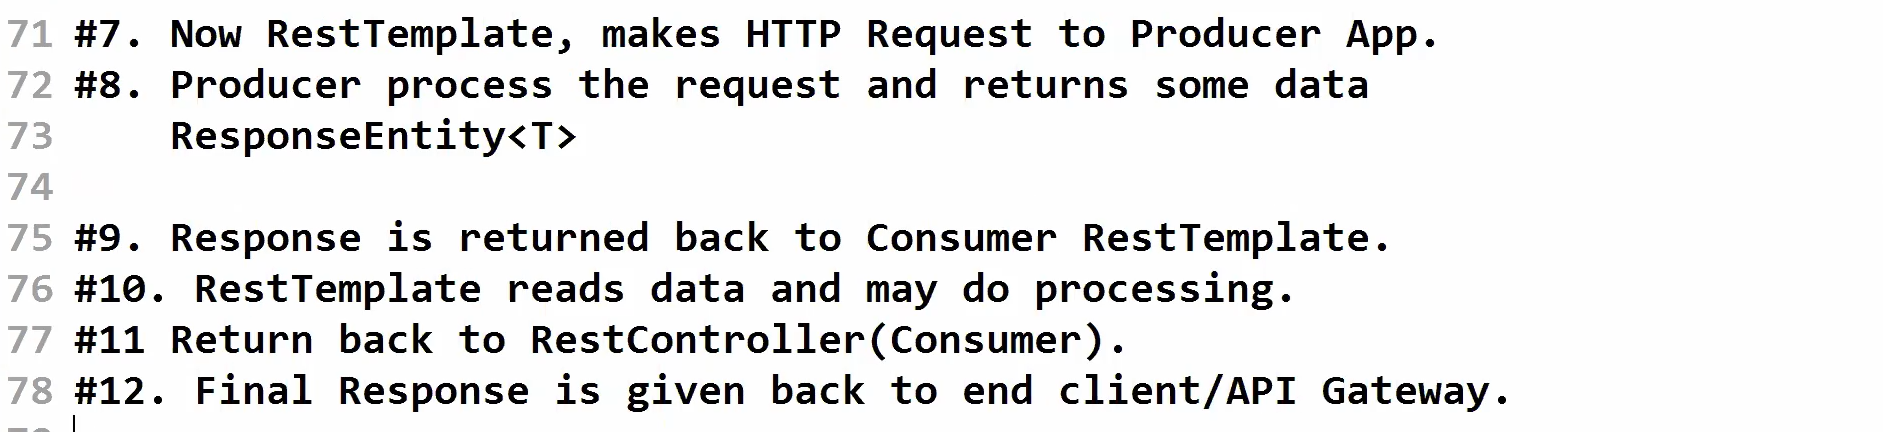 71 #7. Now RestTemplate, makes HTTP Request to Producer App.
72 #8. Producer process the request and returns some data
73 ResponseEntity<T>
74
75 #9. Response is returned back to Consumer RestTemplate.
76 #10. RestTemplate reads data and may do processing.
77 #11 Return back to RestController(Consumer).
78 #12. Final Response is given back to end client/API Gateway.